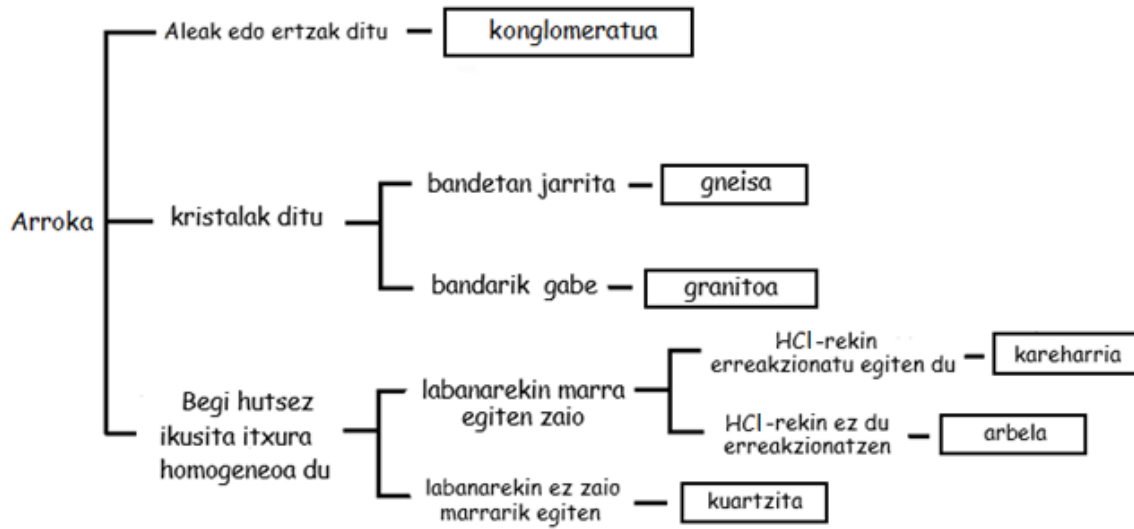 Aleak edo ertzak ditu
konglomeratua
Arroka
kristalak ditu
bandetan jarrita
gneisa
bandarik gabe
granitoa
Begi hutsez
ikusita itxura
homogeneoa du
labanarekin marra
egiten zaio
HCl-rekin
erreakzionatu egiten du
kareharria
HCl-rekin ez du
erreakzionatzen
arbela
labanarekin ez zaio
marrarik egiten
kuartzita